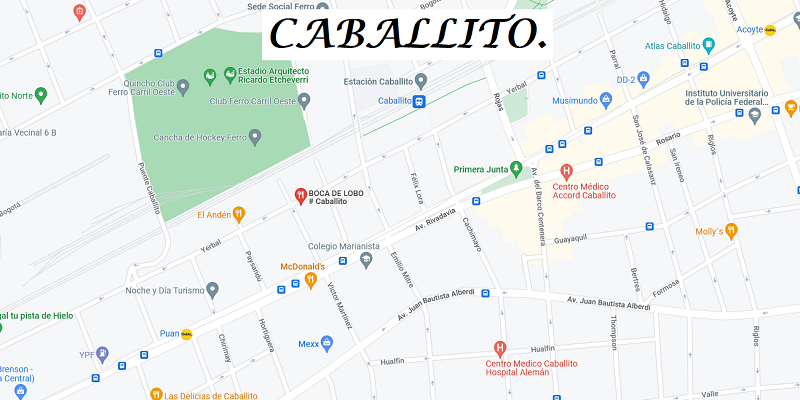 CABALLITO.
Sede Social Ferro
Hidalgo
Acoyte
Acoyte
Atlas Caballito
Parral
Estadio Arquitecto
Ricardo Etcheverri
Quincho Club
Ferro Carril Oeste
Estación Caballito
DD-2
Yerbal
ito Norte
Club Ferro Carril Oeste
Caballito
Rojas
Musimundo
Instituto Universitario
de la Policía Federal...
aría Vecinal 6 B
Cancha de Hockey Ferro
San José de Calasanz
Rosario
Riglos
San Ireneo
Puente Caballito
Félix Lora
Primera Junta
Av. del Barco Centenera
Centro Médico
Accord Caballito
BOCA DE LOBO
# Caballito
Bogotá
El Andén
Av. Rivadavia
Cachimayo
Yerbal
Colegio Marianista
Guayaquil
Molly´s
Paysandú
McDonald's
Emilio Mitre
Bertres
Formosa
Noche y Día Turismo
Víctor Martínez
Av. Juan Bautista Alberdi
Av. Juan Bautista Alberdi
gal tu pista de Hielo
Puan
Hortiguera
Thompson
Riglos
Chirimay
Mexx
YPF
Hualfin
Hualfin
Centro Medico Caballito
Hospital Alemán
Brenson -
a Central)
Las Delicias de Caballito
Valle